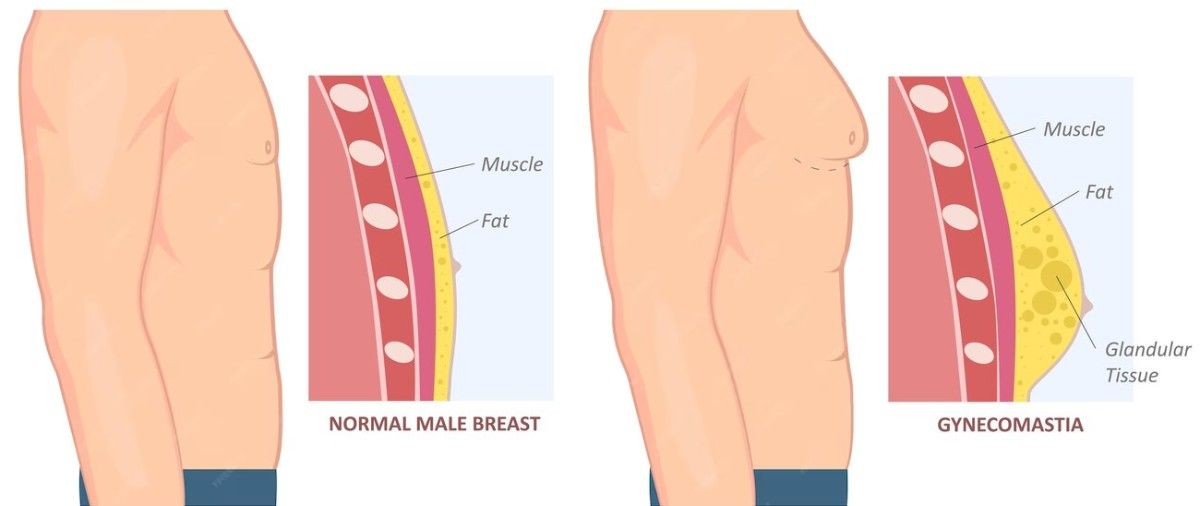 Muscle
Fat
NORMAL MALE BREAST
Muscle
Fat
Glandular
Tissue
GYNECOMASTIA